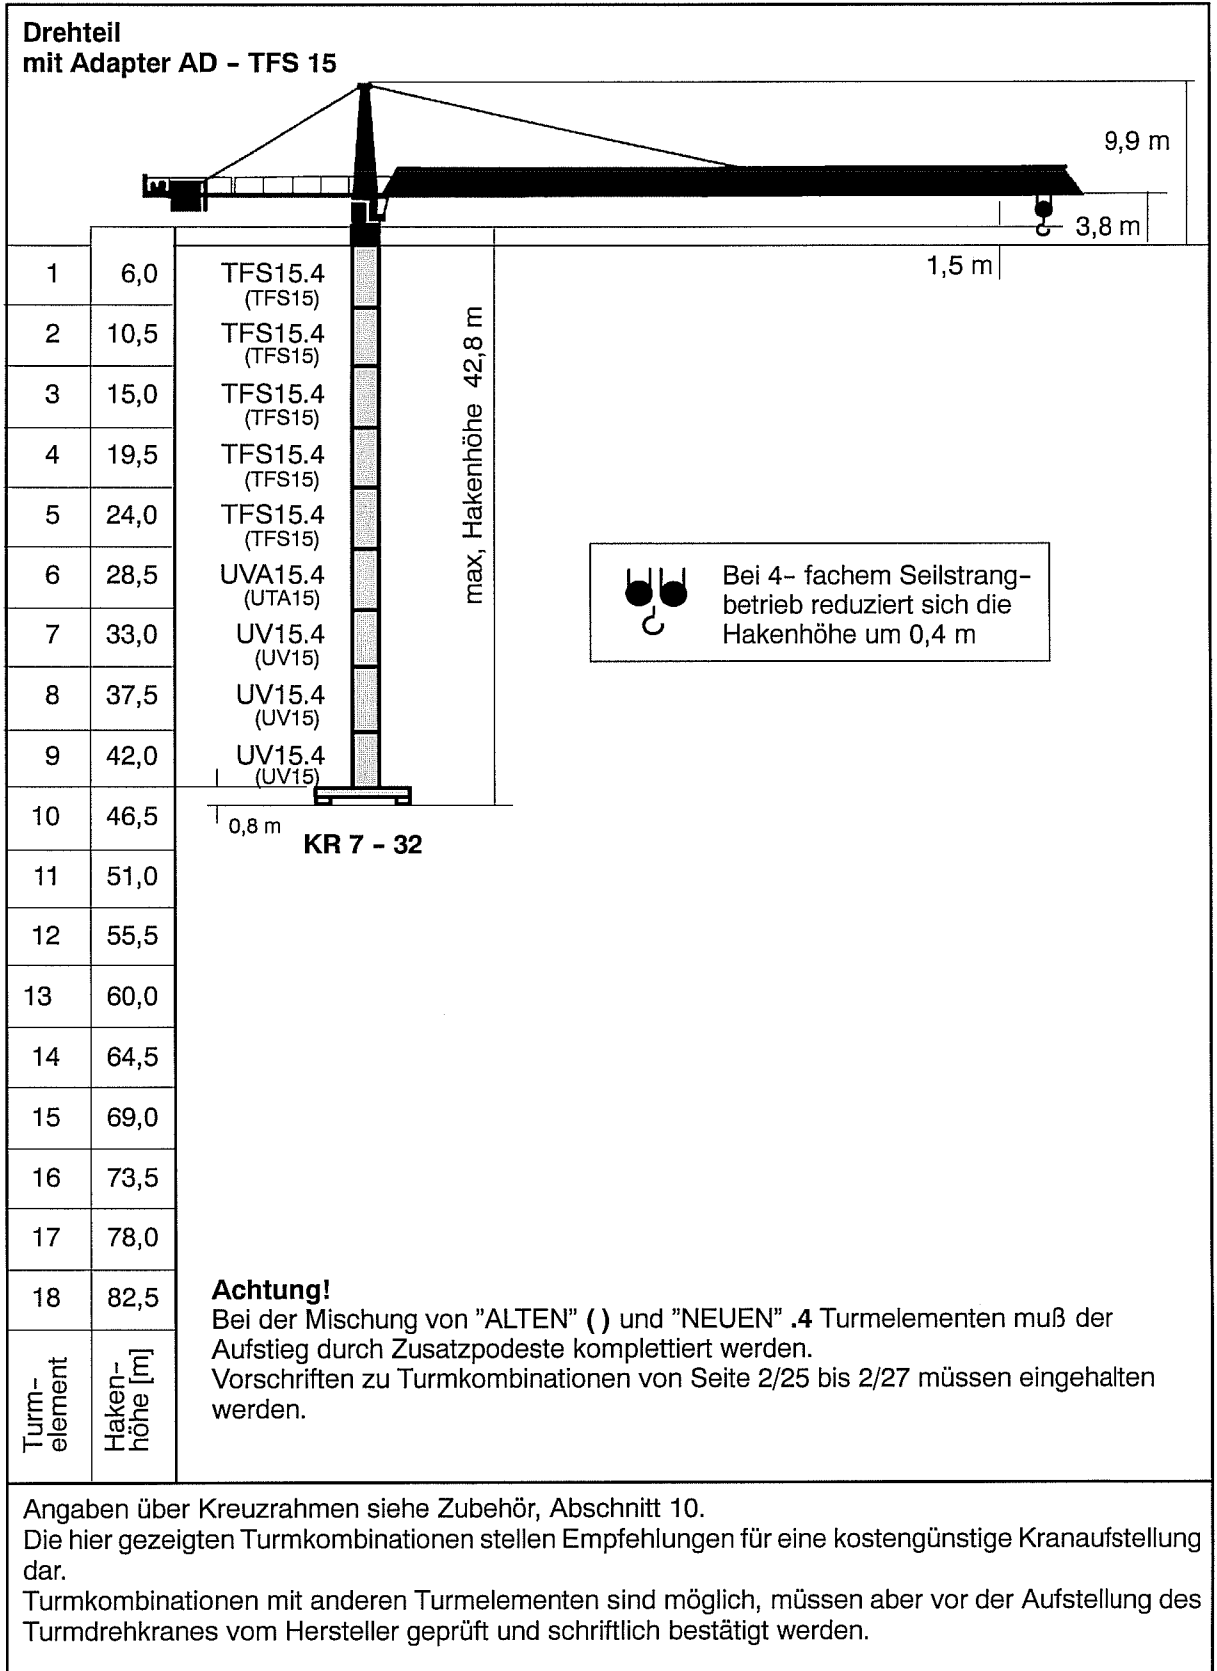 Drehteil
mit Adapter AD - TFS 15
9,9 m
3,8 m
1,5 m
1 6,0 TFS15.4
(TFS15)
2 10,5 TFS15.4
(TFS15)
3 15,0 TFS15.4
(TFS15)
4 19,5 TFS15.4
(TFS15)
5 24,0 TFS15.4
(TFS15)
6 28,5 UVA15.4
(UTA15)
7 33,0 UV15.4
(UV15)
8 37,5 UV15.4
(UV15)
9 42,0 UV15.4
(UV15)
10 46,5
11 51,0
12 55,5
13 60,0
14 64,5
15 69,0
16 73,5
17 78,0
18 82,5
Turm-
element
Haken-
höhe [m]
max, Hakenhöhe 42,8 m
0,8 m
KR 7 - 32
Bei 4- fachem Seilstrang-
betrieb reduziert sich die
Hakenhöhe um 0,4 m
Achtung!
Bei der Mischung von "ALTEN" ( ) und "NEUEN" .4 Turmelementen muß der
Aufstieg durch Zusatzpodeste komplettiert werden.
Vorschriften zu Turmkombinationen von Seite 2/25 bis 2/27 müssen eingehalten
werden.
Angaben über Kreuzrahmen siehe Zubehör, Abschnitt 10.
Die hier gezeigten Turmkombinationen stellen Empfehlungen für eine kostengünstige Kranaufstellung
dar.
Turmkombinationen mit anderen Turmelementen sind möglich, müssen aber vor der Aufstellung des
Turmdrehkranes vom Hersteller geprüft und schriftlich bestätigt werden.